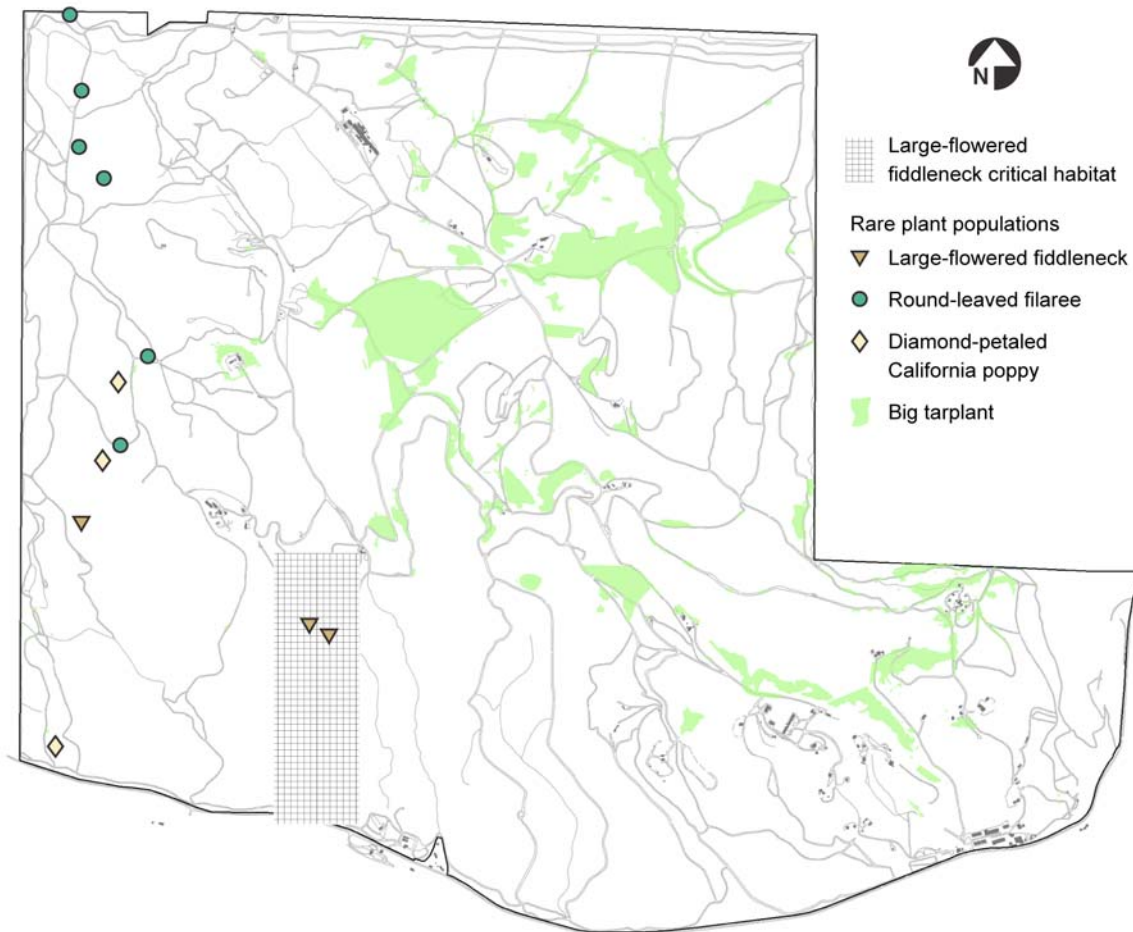 N
Large-flowered
fiddleneck critical habitat
Rare plant populations
Large-flowered fiddleneck
Round-leaved filaree
Diamond-petaled
California poppy
Big tarplant